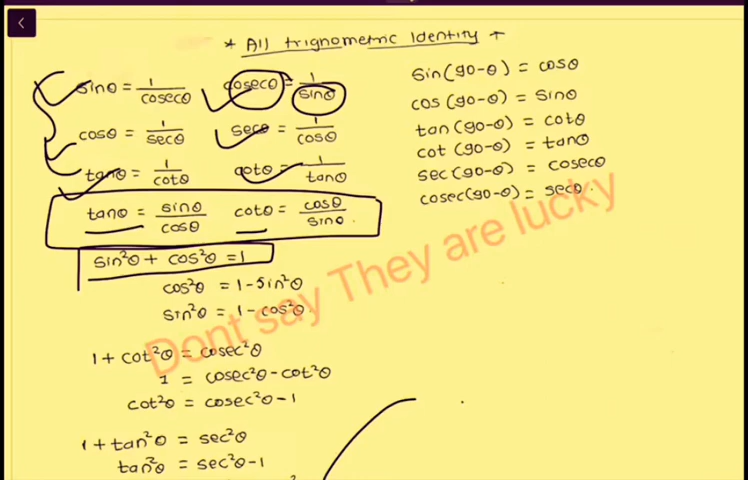 * All trignometric Identity +
sinθ = 1/cosecθ cosecθ = 1/sinθ
cosθ = 1/secθ secθ = 1/cosθ
tanθ = 1/cotθ cotθ = 1/tanθ
tanθ = sinθ/cosθ cotθ = cosθ/sinθ
sin²θ + cos²θ = 1
cos²θ = 1-sin²θ
sin²θ = 1-cos²θ
1+cot²θ = cosec²θ
1 = cosec²θ-cot²θ
cot²θ = cosec²θ-1
1+tan²θ = sec²θ
tan²θ = sec²θ-1
sin(90-θ) = cosθ
cos(90-θ) = sinθ
tan(90-θ) = cotθ
cot(90-θ) = tanθ
sec(90-θ) = cosecθ
cosec(90-θ) = secθ
Dont say They are lucky